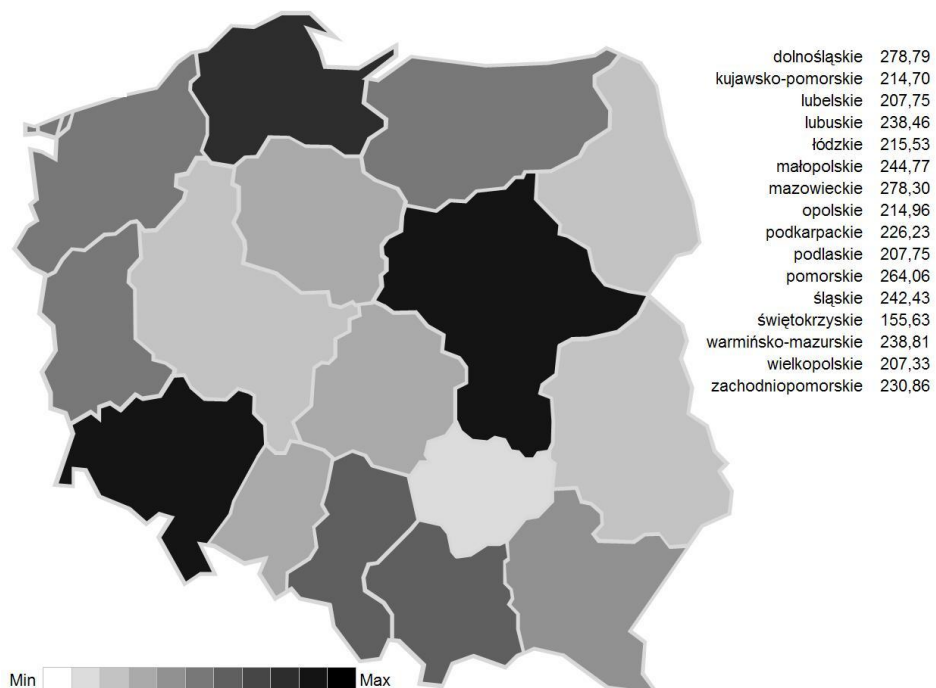 dolnośląskie 278,79
kujawsko-pomorskie 214,70
lubelskie 207,75
lubuskie 238,46
łódzkie 215,53
małopolskie 244,77
mazowieckie 278,30
opolskie 214,96
podkarpackie 226,23
podlaskie 207,75
pomorskie 264,06
śląskie 242,43
świętokrzyskie 155,63
warmińsko-mazurskie 238,81
wielkopolskie 207,33
zachodniopomorskie 230,86
Min Max